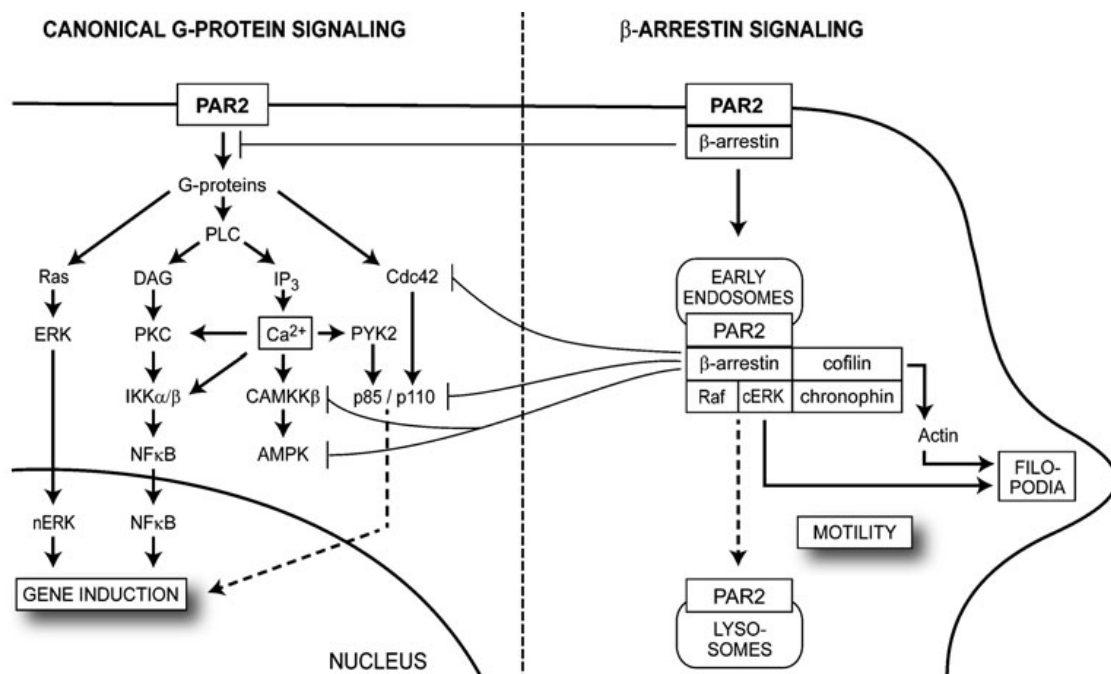 CANONICAL G-PROTEIN SIGNALING
β-ARRESTIN SIGNALING
PAR2
PAR2
β-arrestin
G-proteins
PLC
Ras
DAG
IP3
Cdc42
EARLY
ENDOSOMES
ERK
PKC
Ca2+
PYK2
PAR2
β-arrestin
cofilin
IKKα/β
CAMKKβ
p85 / p110
Raf
cERK
chronophin
Actin
NFκB
AMPK
FILO-
PODIA
nERK
NFκB
MOTILITY
GENE INDUCTION
PAR2
LYSO-
SOMES
NUCLEUS